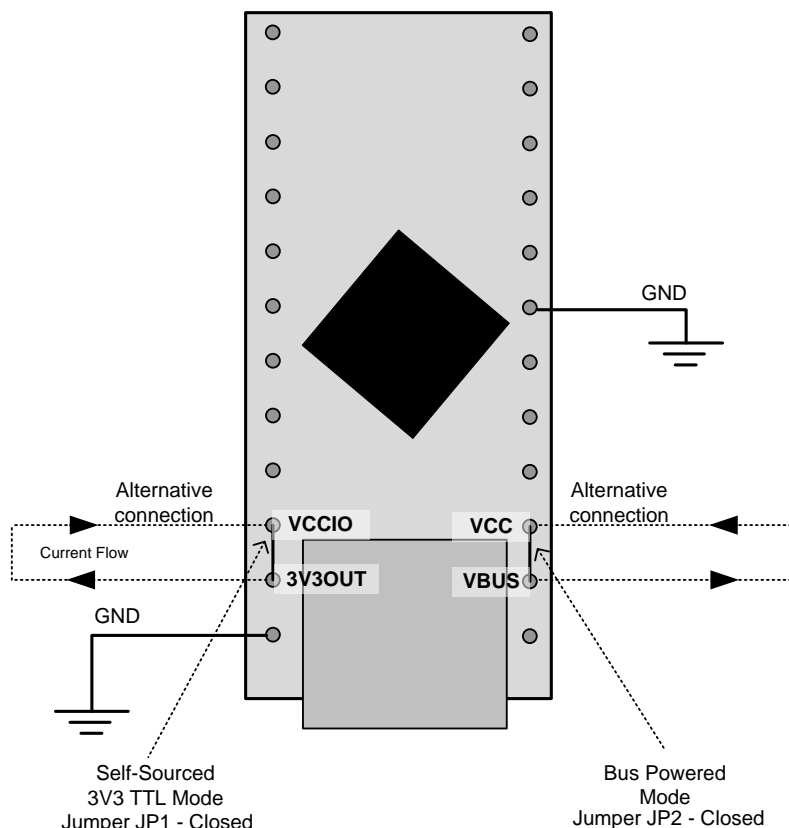 GND
Alternative
connection
VCCIO
VCC
Alternative
connection
Current Flow
3V3OUT
VBUS
GND
Self-Sourced
3V3 TTL Mode
Jumper JP1 - Closed
Bus Powered
Mode
Jumper JP2 - Closed